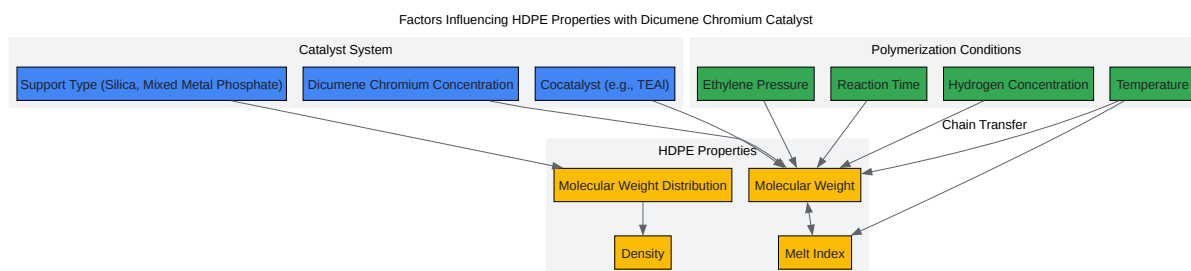 Factors Influencing HDPE Properties with Dicumene Chromium Catalyst
Catalyst System
Polymerization Conditions
Support Type (Silica, Mixed Metal Phosphate)
Dicumene Chromium Concentration
Cocatalyst (e.g., TEAl)
Ethylene Pressure
Reaction Time
Hydrogen Concentration
Temperature
Chain Transfer
HDPE Properties
Molecular Weight Distribution
Molecular Weight
Density
Melt Index